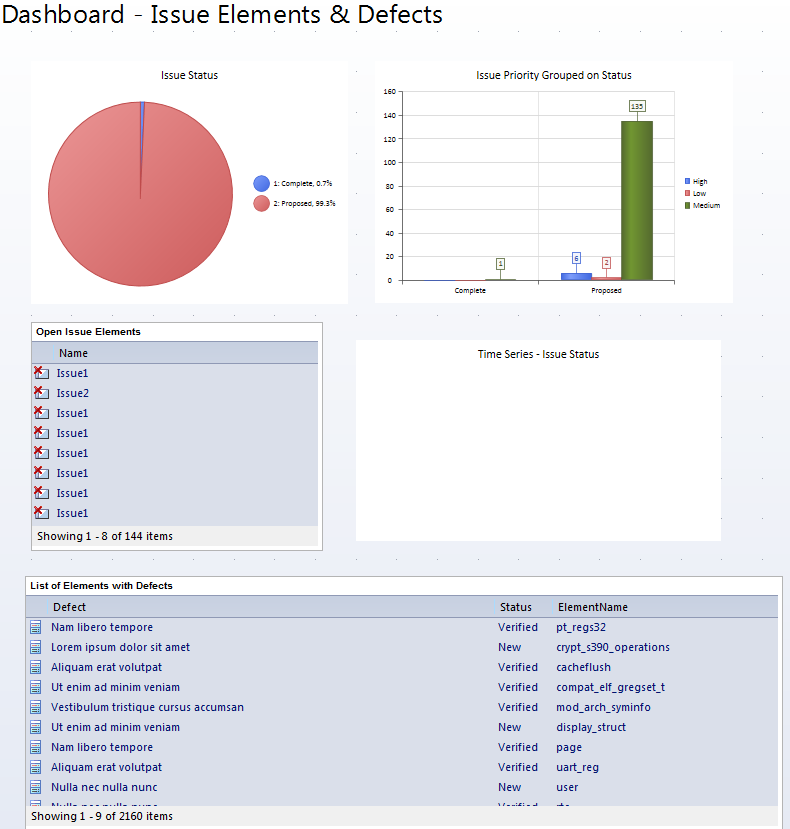 Dashboard - Issue Elements & Defects
Issue Status
1: Complete, 0.7%
2: Proposed, 99.3%
Issue Priority Grouped on Status
160
140
120
100
80
60
40
20
0
1
6
2
135
Complete
Proposed
High
Low
Medium
Open Issue Elements
Name
Issue1
Issue2
Issue1
Issue1
Issue1
Issue1
Issue1
Issue1
Showing 1 - 8 of 144 items
Time Series - Issue Status
List of Elements with Defects
Defect Status ElementName
Nam libero tempore Verified pt_regs32
Lorem ipsum dolor sit amet New crypt_s390_operations
Aliquam erat volutpat Verified cacheflush
Ut enim ad minim veniam Verified compat_elf_gregset_t
Vestibulum tristique cursus accumsan Verified mod_arch_syminfo
Ut enim ad minim veniam New display_struct
Nam libero tempore Verified page
Aliquam erat volutpat Verified uart_reg
Nulla nec nulla nunc New user
Showing 1 - 9 of 2160 items